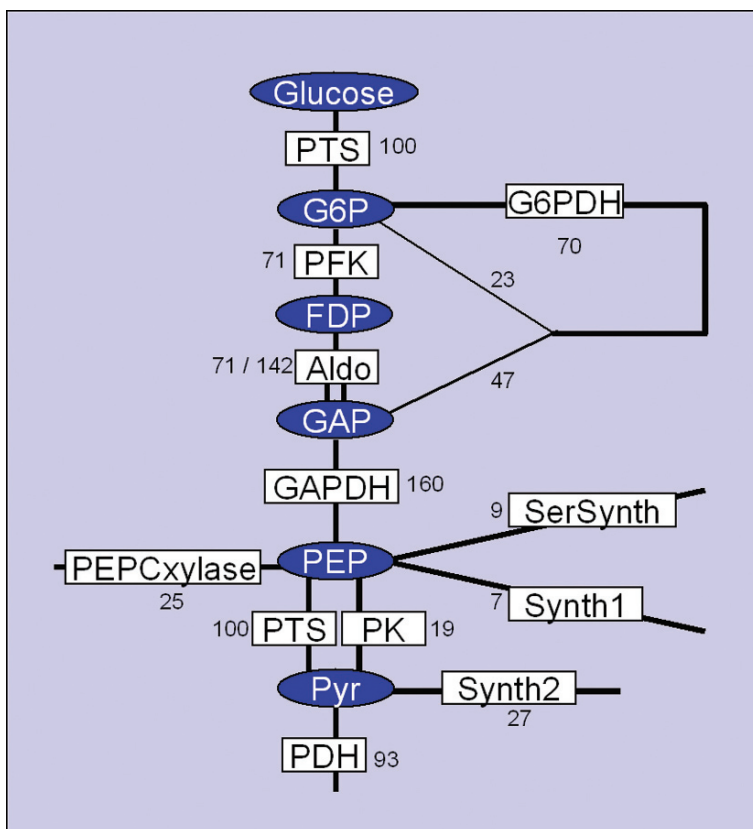 Glucose
PTS 100
G6P
G6PDH
70
71 PFK
23
FDP
71 / 142 Aldo
47
GAP
GAPDH 160
9 SerSynth
PEP
PEPCxylase
25
7 Synth1
100 PTS PK 19
Pyr
Synth2
27
PDH 93